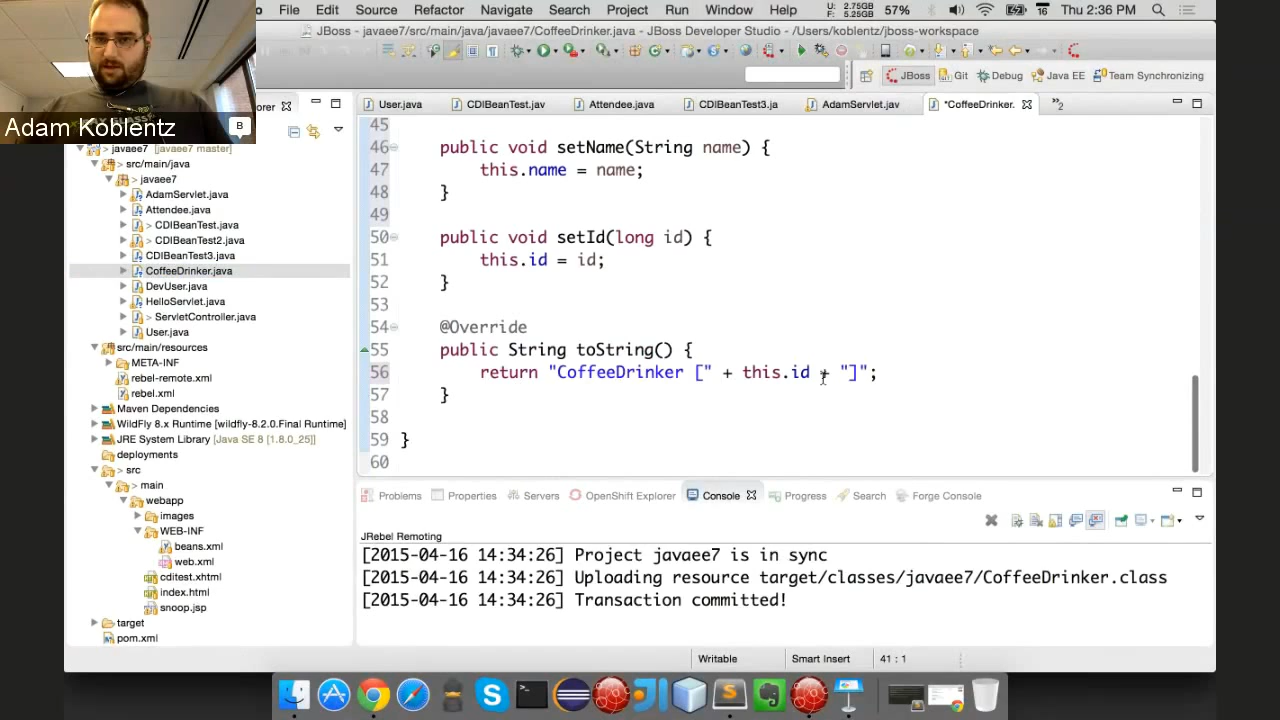 File Edit Source Refactor Navigate Search Project Run Window Help U: 2.75GB F: 5.25GB 57% 16 Thu 2:36 PM
JBoss - javaee7/src/main/java/javaee7/CoffeeDrinker.java - JBoss Developer Studio - /Users/koblentz/jboss-workspace
JBoss Git Debug Java EE Team Synchronizing
Adam Koblentz B
orer
User.java CDIBeanTest.jav Attendee.java CDIBeanTest3.ja AdamServlet.jav *CoffeeDrinker. »2
javaee7 [javaee7 master]
src/main/java
javaee7
AdamServlet.java
Attendee.java
> CDIBeanTest.java
> CDIBeanTest2.java
CDIBeanTest3.java
CoffeeDrinker.java
DevUser.java
HelloServlet.java
> ServletController.java
User.java
src/main/resources
META-INF
rebel-remote.xml
rebel.xml
Maven Dependencies
WildFly 8.x Runtime [wildfly-8.2.0.Final Runtime]
JRE System Library [Java SE 8 [1.8.0_25]]
deployments
> src
main
webapp
images
WEB-INF
beans.xml
web.xml
cditest.xhtml
index.html
snoop.jsp
target
pom.xml
45
46 public void setName(String name) {
47 this.name = name;
48 }
49
50 public void setId(long id) {
51 this.id = id;
52 }
53
54 @Override
55 public String toString() {
56 return "CoffeeDrinker [" + this.id + "]";
57 }
58
59 }
60
Problems Properties Servers OpenShift Explorer Console Progress Search Forge Console
JRebel Remoting
[2015-04-16 14:34:26] Project javaee7 is in sync
[2015-04-16 14:34:26] Uploading resource target/classes/javaee7/CoffeeDrinker.class
[2015-04-16 14:34:26] Transaction committed!
Writable Smart Insert 41 : 1